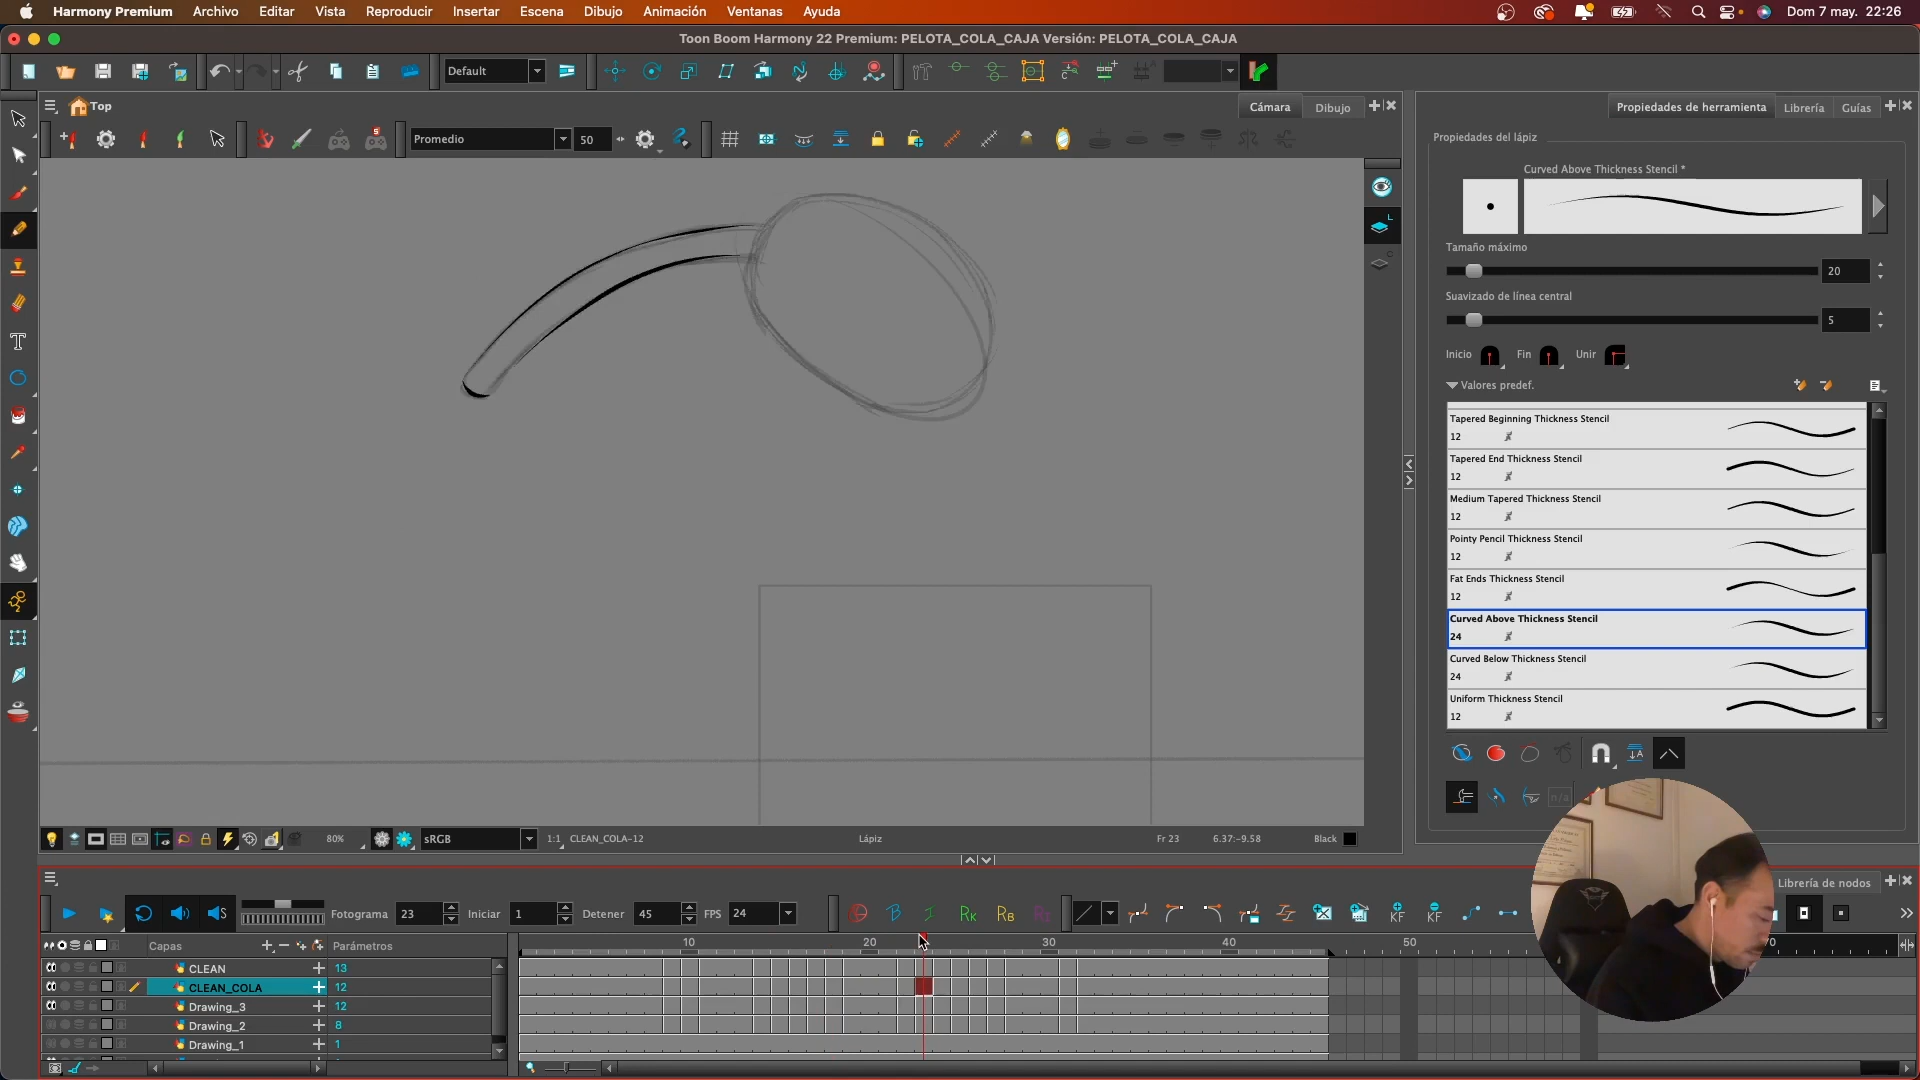 Harmony Premium Archivo Editar Vista Reproducir Insertar Escena Dibujo Animación Ventanas Ayuda Dom 7 may. 22:26
Toon Boom Harmony 22 Premium: PELOTA_COLA_CAJA Versión: PELOTA_COLA_CAJA
Default
Top Cámara Dibujo Propiedades de herramienta Librería Guías
Promedio 50
Propiedades del lápiz
Curved Above Thickness Stencil *
Tamaño máximo
20
Suavizado de línea central
5
Inicio Fin Unir
Valores predef.
Tapered Beginning Thickness Stencil
12
Tapered End Thickness Stencil
12
Medium Tapered Thickness Stencil
12
Pointy Pencil Thickness Stencil
12
Fat Ends Thickness Stencil
12
Curved Above Thickness Stencil
24
Curved Below Thickness Stencil
24
Uniform Thickness Stencil
12
n/a
80% sRGB 1:1 CLEAN_COLA-12 Lápiz Fr 23 6.37:-9.58 Black
Librería de nodos
Fotograma 23 Iniciar 1 Detener 45 FPS 24
Capas Parámetros 10 20 30 40 50 70
CLEAN 13
CLEAN_COLA 12
Drawing_3 12
Drawing_2 8
Drawing_1 1